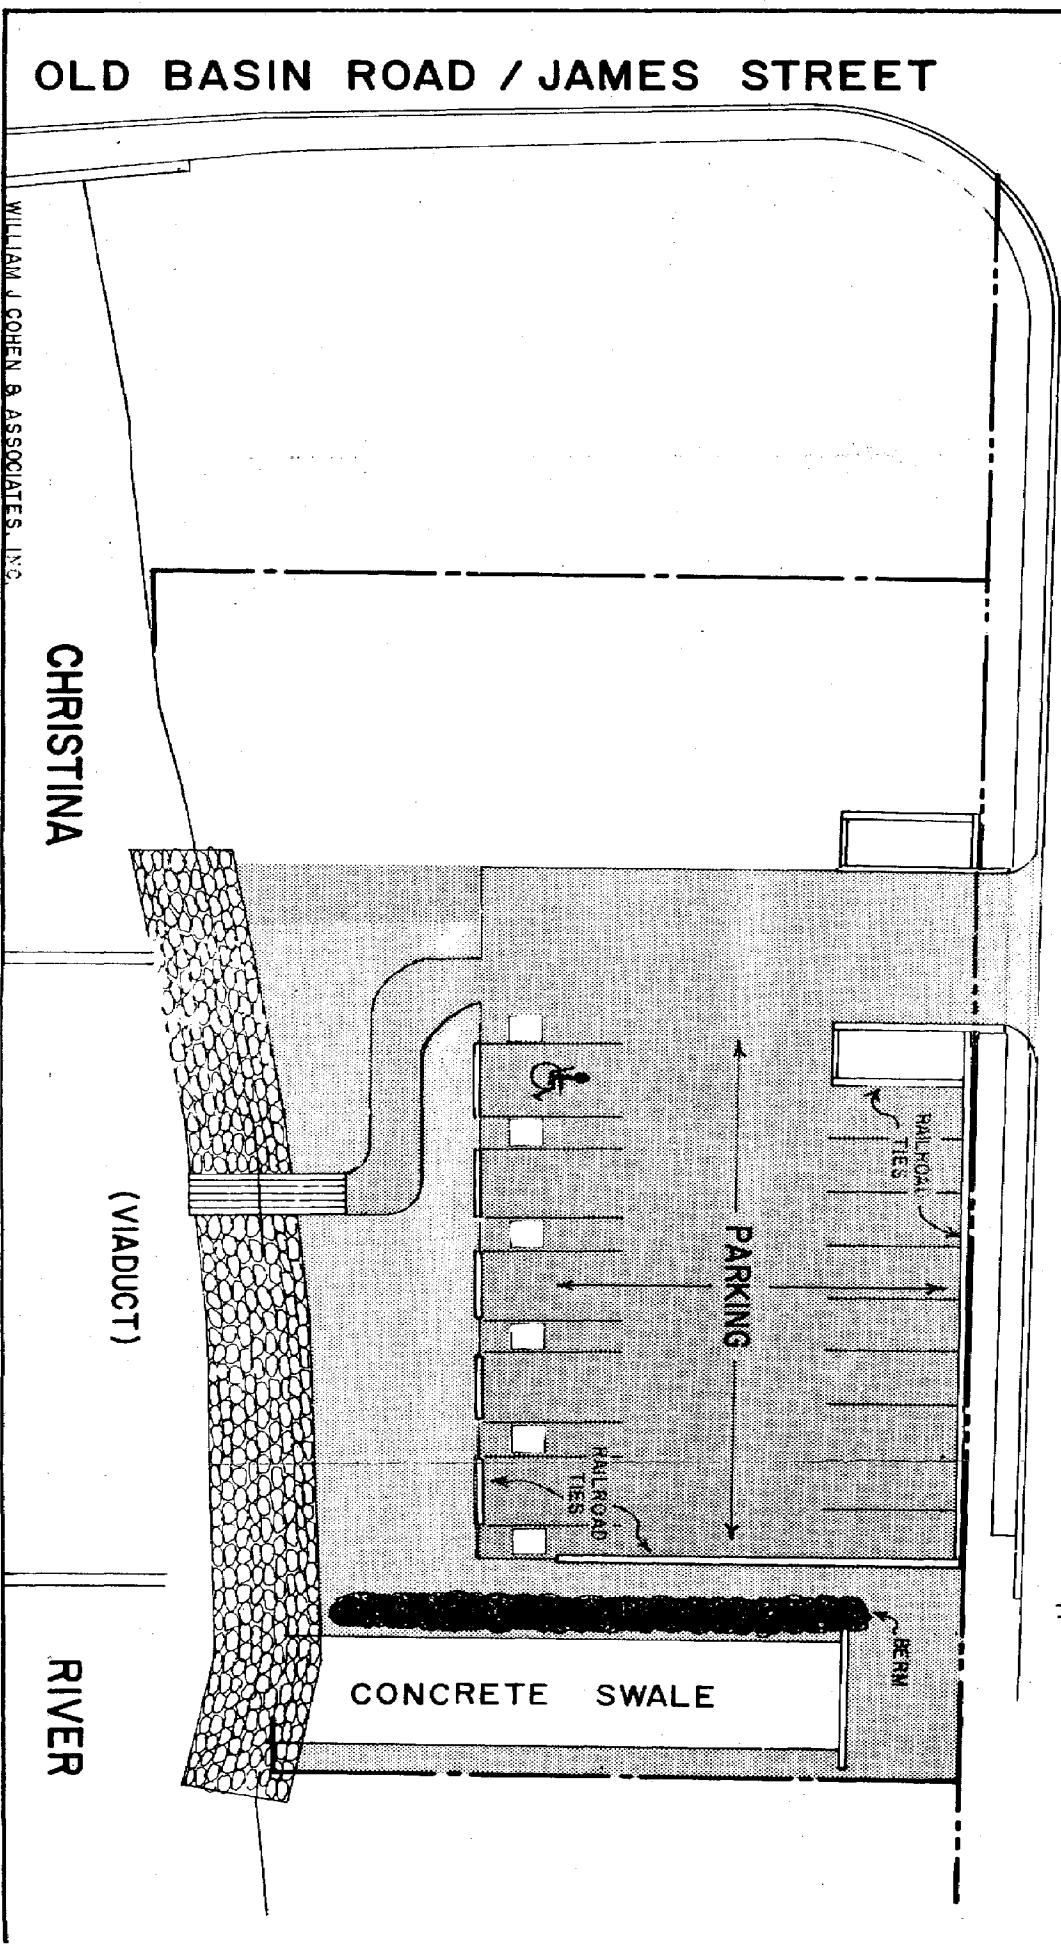 OLD BASIN ROAD / JAMES STREET
WILLIAM J COHEN & ASSOCIATES, INC.
CHRISTINA
(VIADUCT)
RIVER
RAILROAD
TIES
PARKING
RAILROAD
TIES
BERM
CONCRETE SWALE